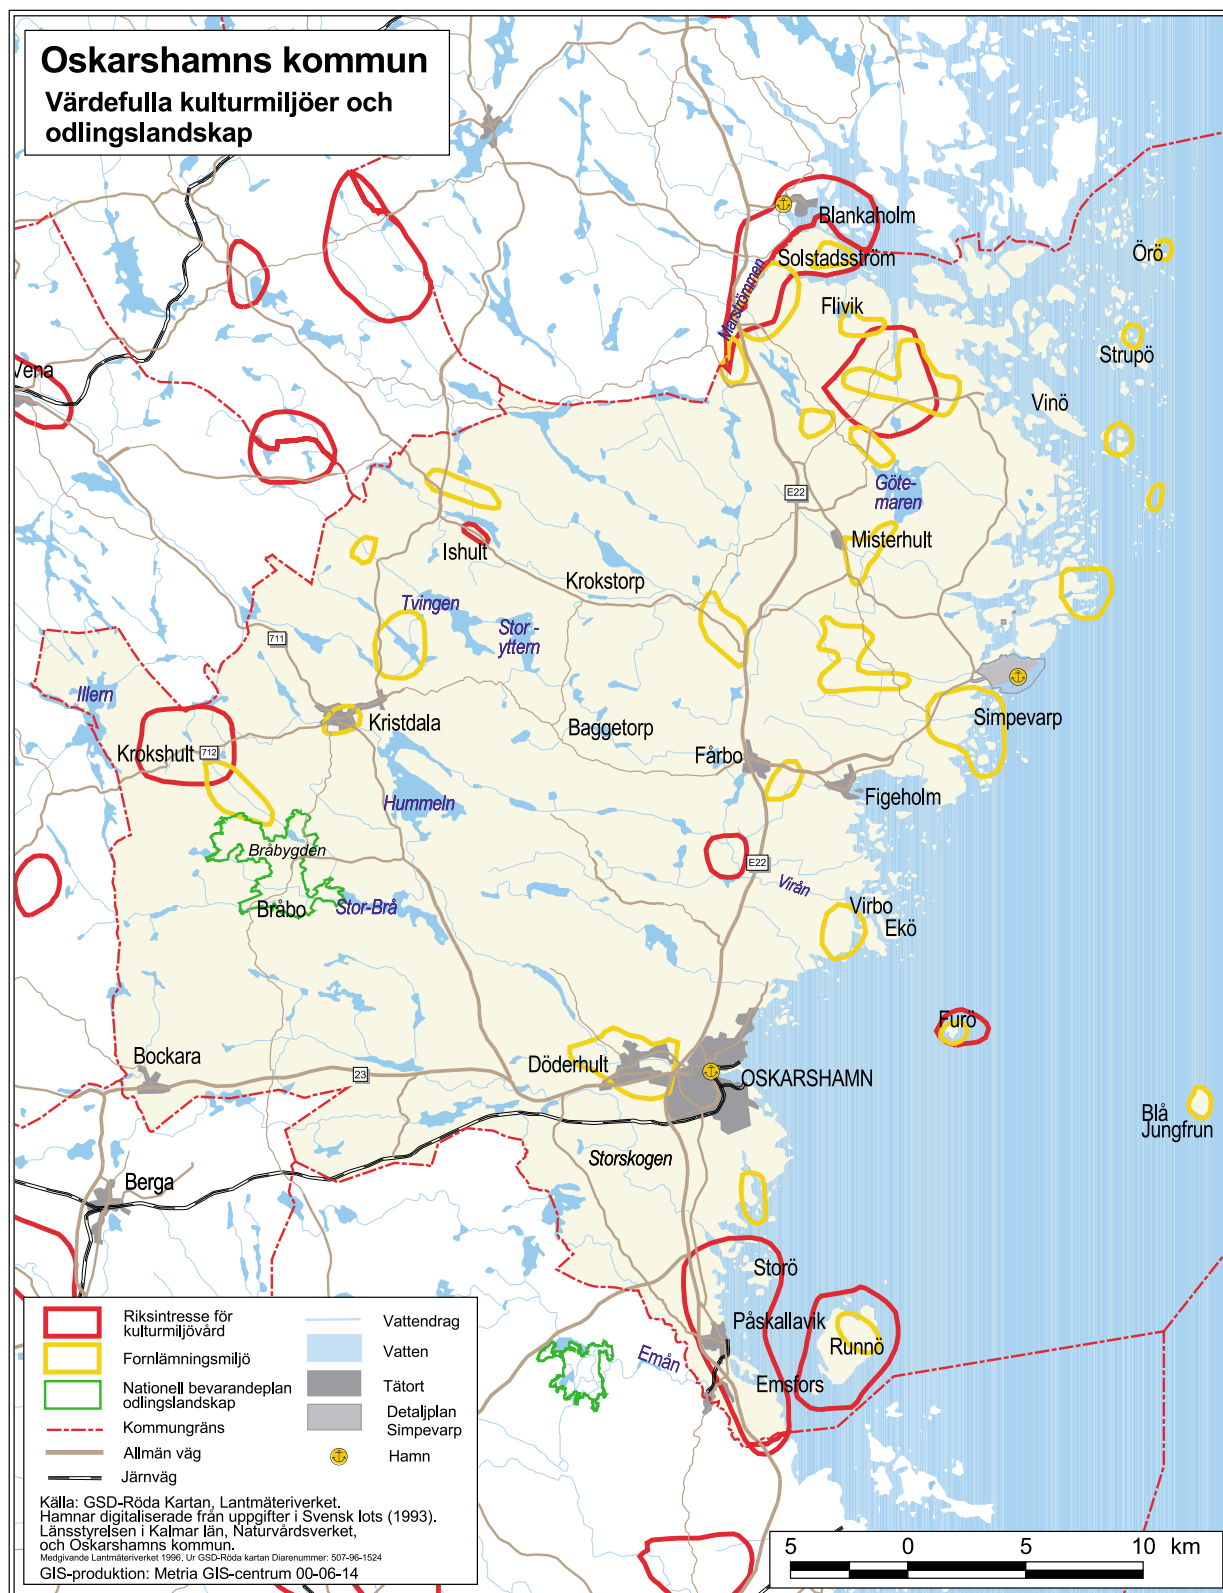 Oskarshamns kommun
Värdefulla kulturmiljöer och
odlingslandskap
Blankaholm
Solstadsström
Örö
Marströmmen
Flivik
Strupö
Vena
Vinö
Göte-
maren
E22
Misterhult
Ishult
Krokstorp
Tvingen
Stor -
yttern
711
Illern
Kristdala
Simpevarp
Baggetorp
Krokshult
712
Fårbo
Figeholm
Hummeln
Bråbygden
E22
Virån
Bråbo
Stor-Brå
Virbo
Ekö
Furö
Bockara
23
Döderhult
OSKARSHAMN
Blå
Jungfrun
Storskogen
Berga
Storö
Påskallavik
Runnö
Emån
Emsfors
Riksintresse för
kulturmiljövård
Fornlämningsmiljö
Nationell bevarandeplan
odlingslandskap
Kommungräns
Allmän väg
Järnväg
Vattendrag
Vatten
Tätort
Detaljplan
Simpevarp
Hamn
Källa: GSD-Röda Kartan, Lantmäteriverket.
Hamnar digitaliserade från uppgifter i Svensk lots (1993).
Länsstyrelsen i Kalmar län, Naturvårdsverket,
och Oskarshamns kommun.
Medgivande Lantmäteriverket 1996. Ur GSD-Röda kartan Diarenummer: 507-96-1524
GIS-produktion: Metria GIS-centrum 00-06-14
5 0 5 10 km